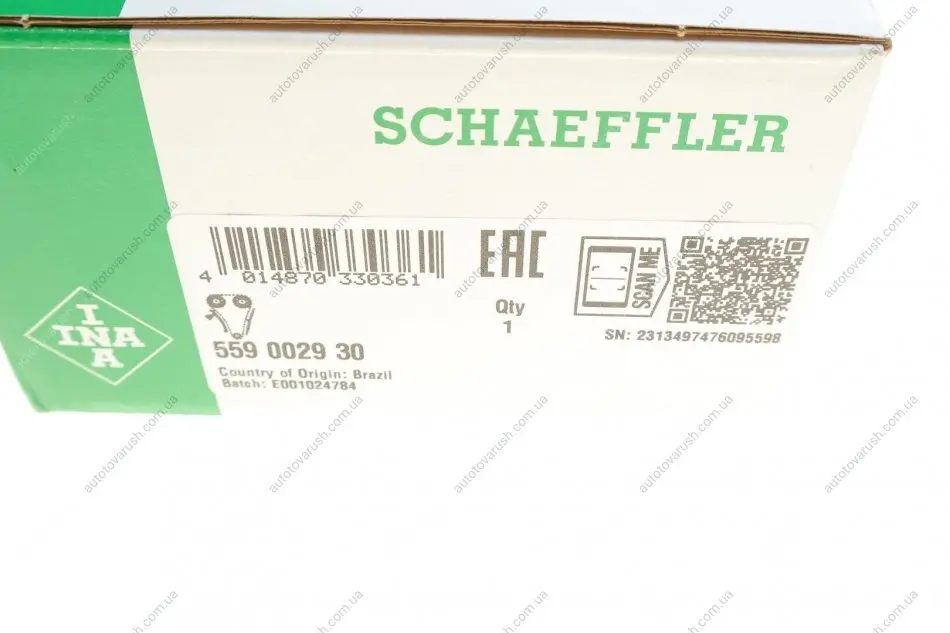 SCHAEFFLER
4 014870 330361
EAC
SCAN ME
Qty
1
SN: 2313497476095598
559 0029 30
Country of Origin: Brazil
Batch: E001024784
I
INA
A
autotovarush.com.ua